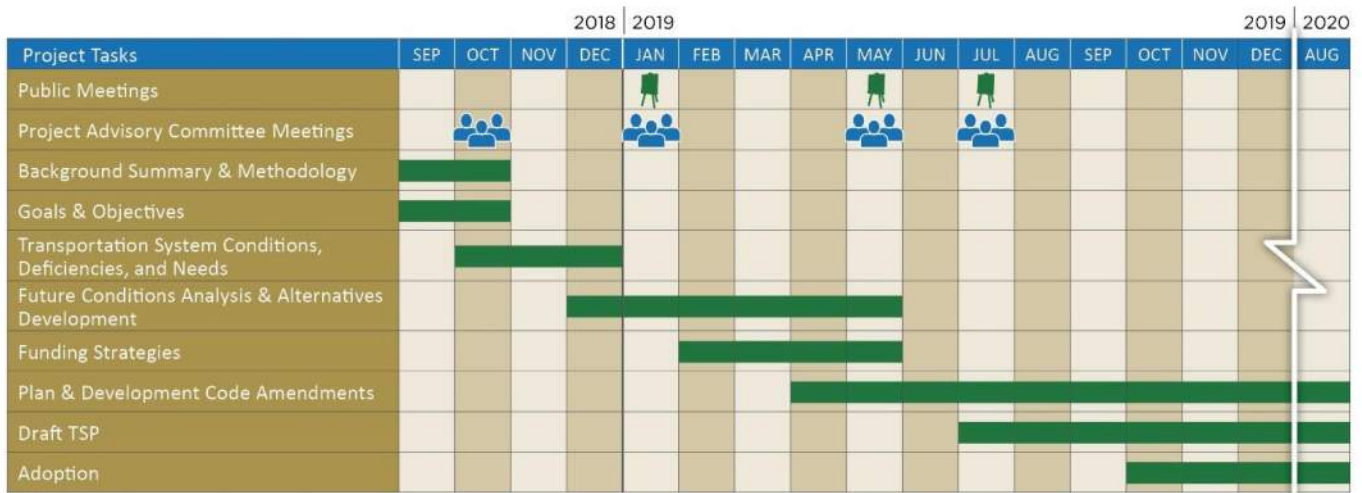 2018 2019 2019 2020
Project Tasks SEP OCT NOV DEC JAN FEB MAR APR MAY JUN JUL AUG SEP OCT NOV DEC AUG
Public Meetings
Project Advisory Committee Meetings
Background Summary & Methodology
Goals & Objectives
Transportation System Conditions,
Deficiencies, and Needs
Future Conditions Analysis & Alternatives
Development
Funding Strategies
Plan & Development Code Amendments
Draft TSP
Adoption